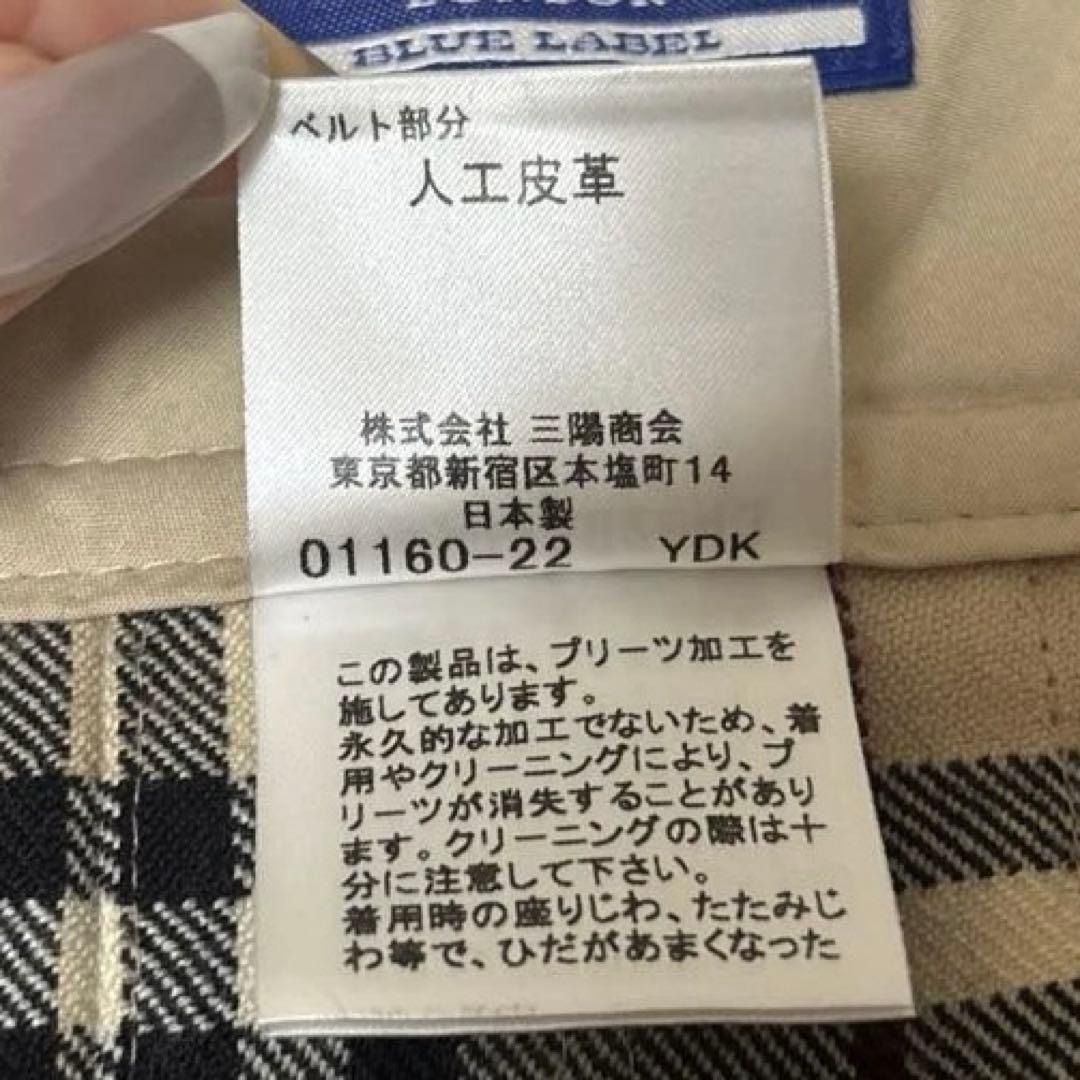 BLUE LABEL
ベルト部分
人工皮革
株式会社 三陽商会
東京都新宿区本塩町14
日本製
01160-22 YDK
この製品は、プリーツ加工を
施してあります。
永久的な加工でないため、着
用やクリーニングにより、プ
リーツが消失することがあり
ます。クリーニングの際は十
分に注意して下さい。
着用時の座りじわ、たたみじ
わ等で、ひだがあまくなった